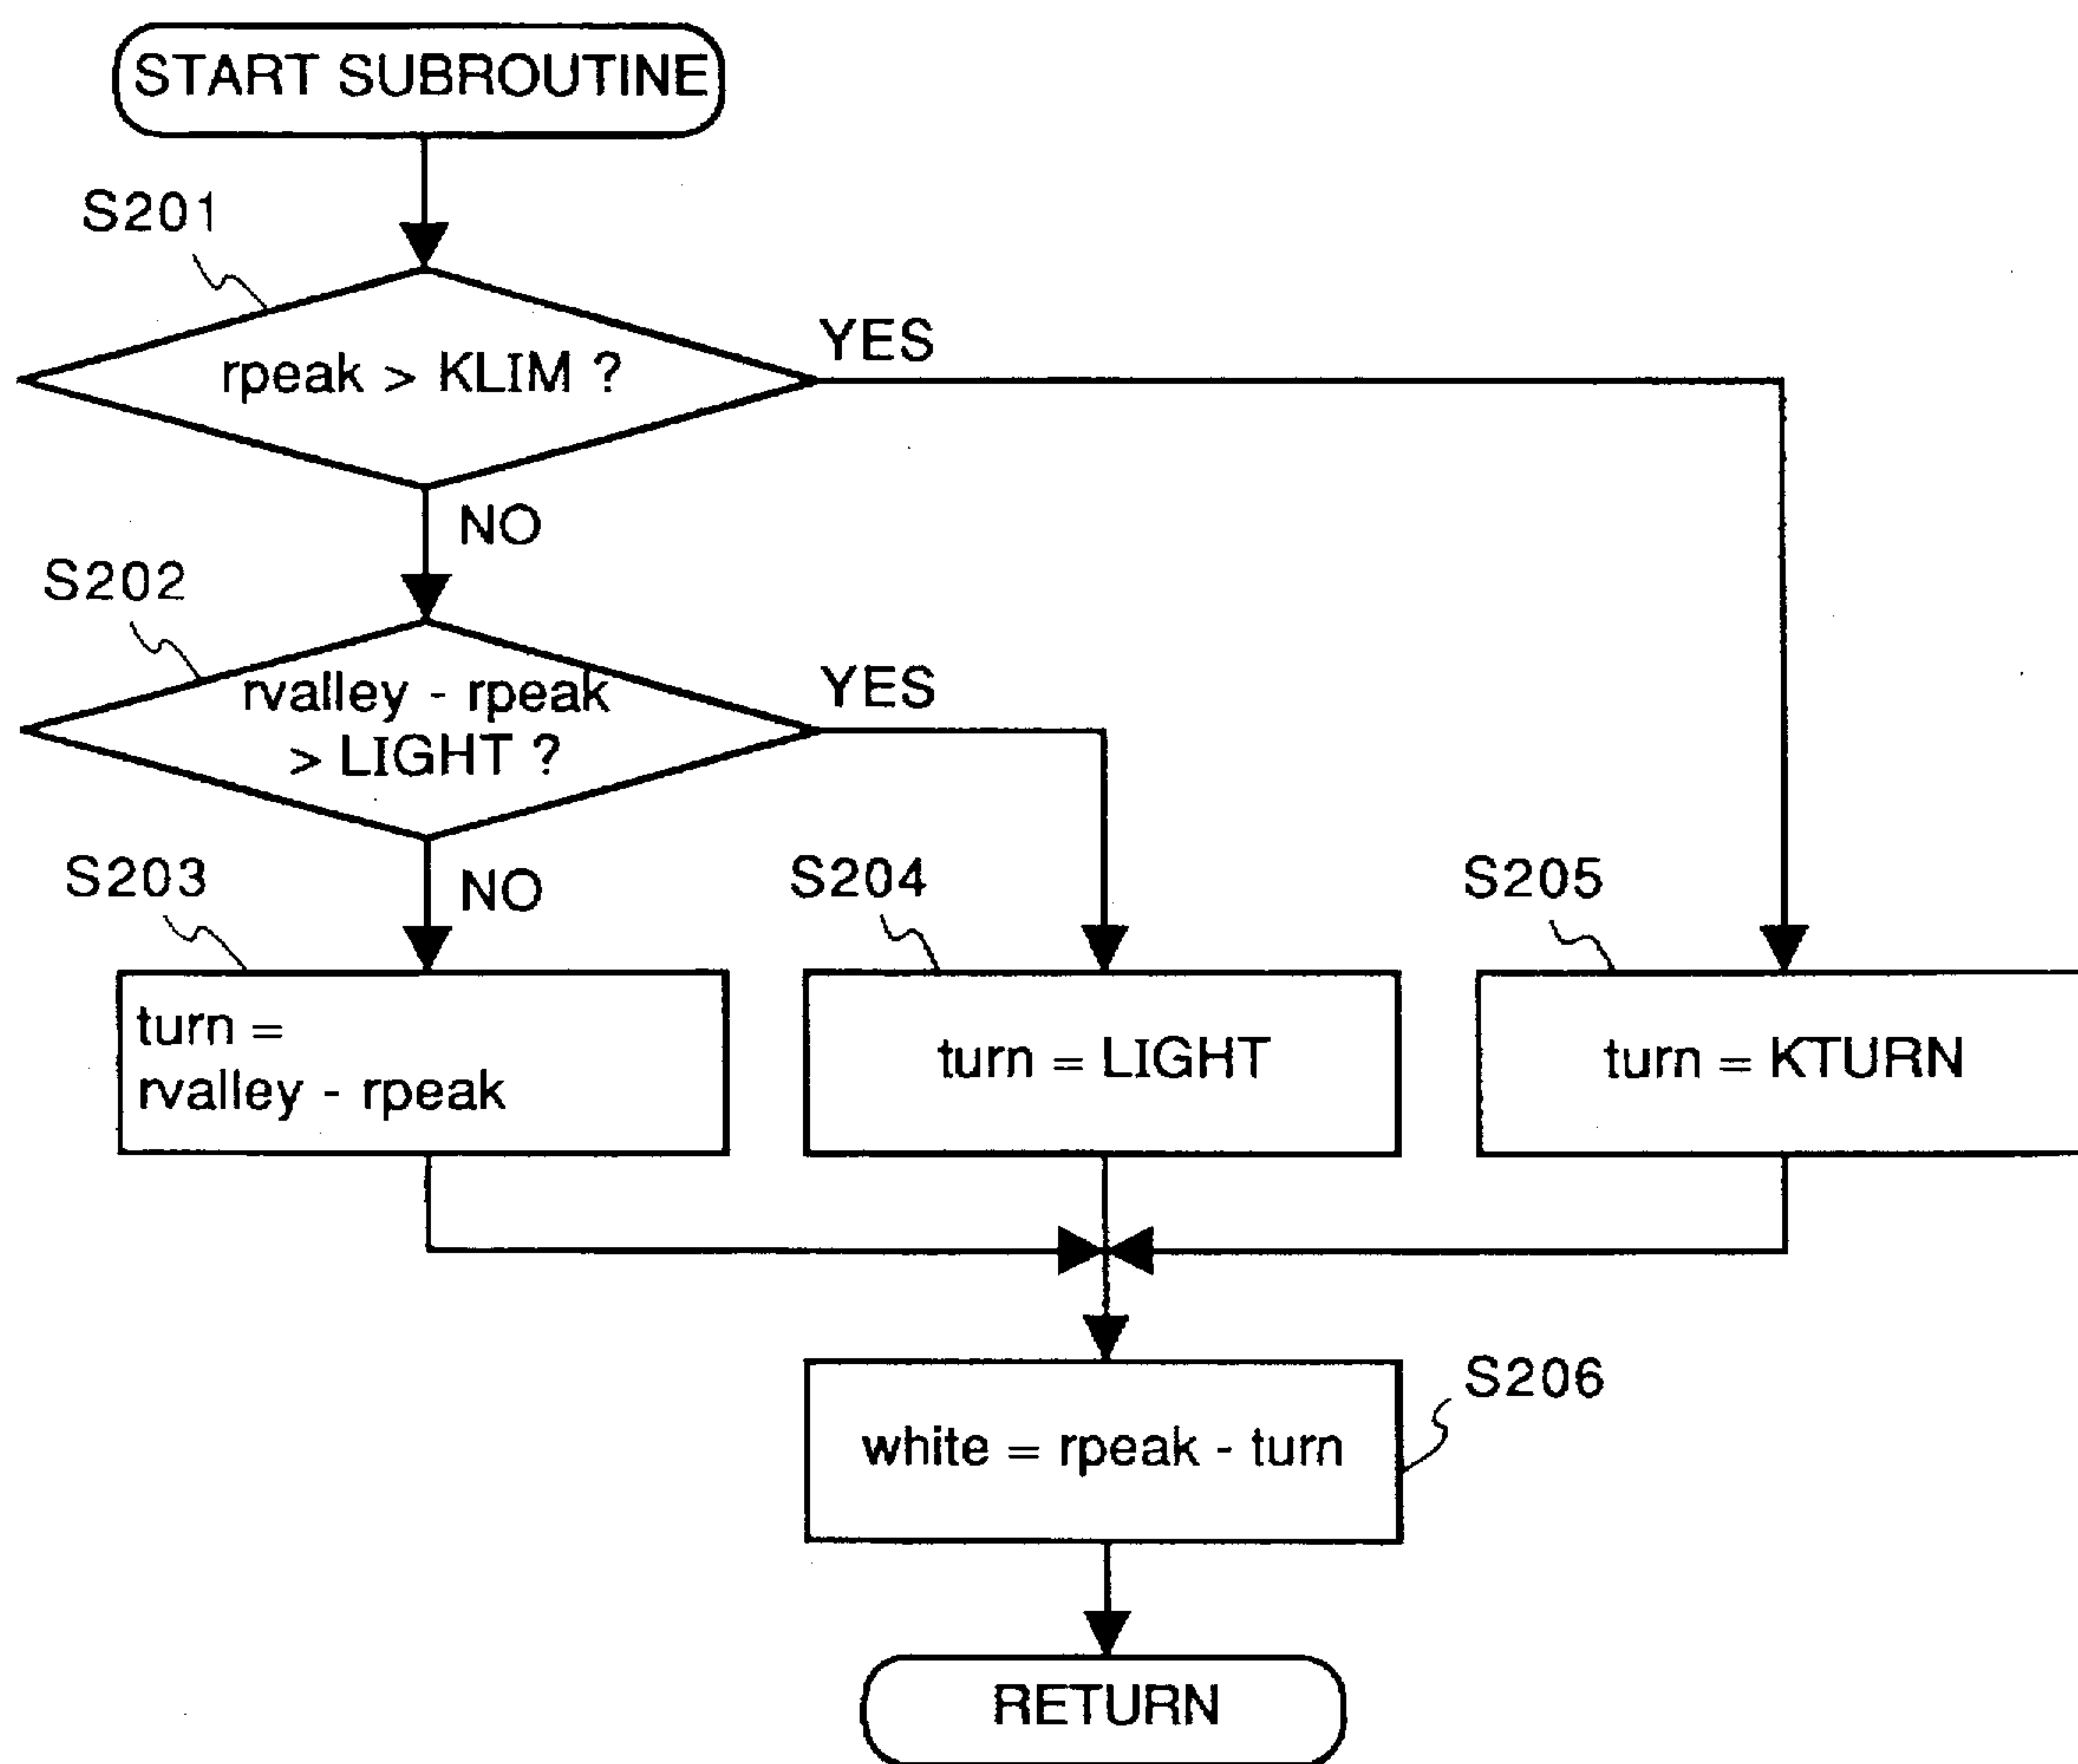 START SUBROUTINE
S201
rpeak > KLIM ?
YES
NO
S202
rvalley - rpeak
> LIGHT ?
YES
NO
S203
turn =
rvalley - rpeak
S204
turn = LIGHT
S205
turn = KTURN
S206
white = rpeak - turn
RETURN